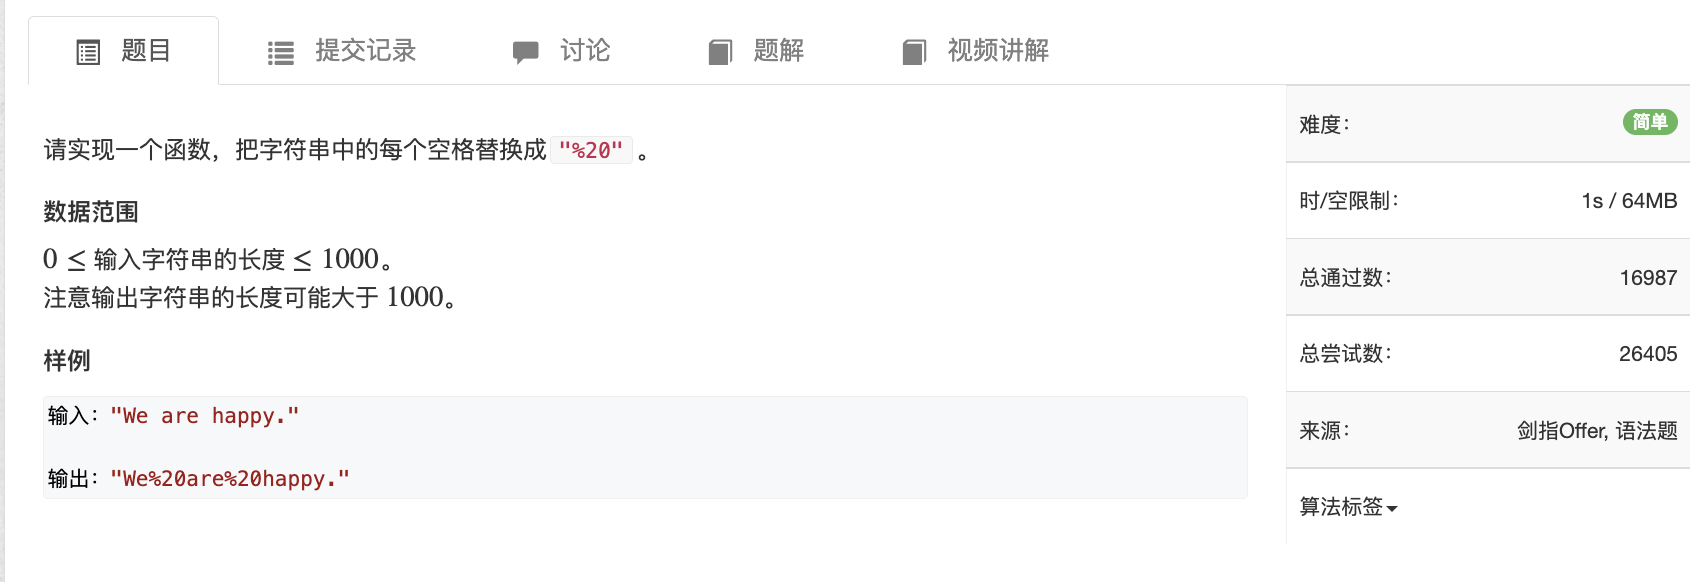 题目 提交记录 讨论 题解 视频讲解
请实现一个函数，把字符串中的每个空格替换成 "%20" 。
数据范围
0 ≤ 输入字符串的长度 ≤ 1000。
注意输出字符串的长度可能大于 1000。
样例
输入："We are happy."
输出："We%20are%20happy."
难度： 简单
时/空限制： 1s / 64MB
总通过数： 16987
总尝试数： 26405
来源： 剑指Offer, 语法题
算法标签